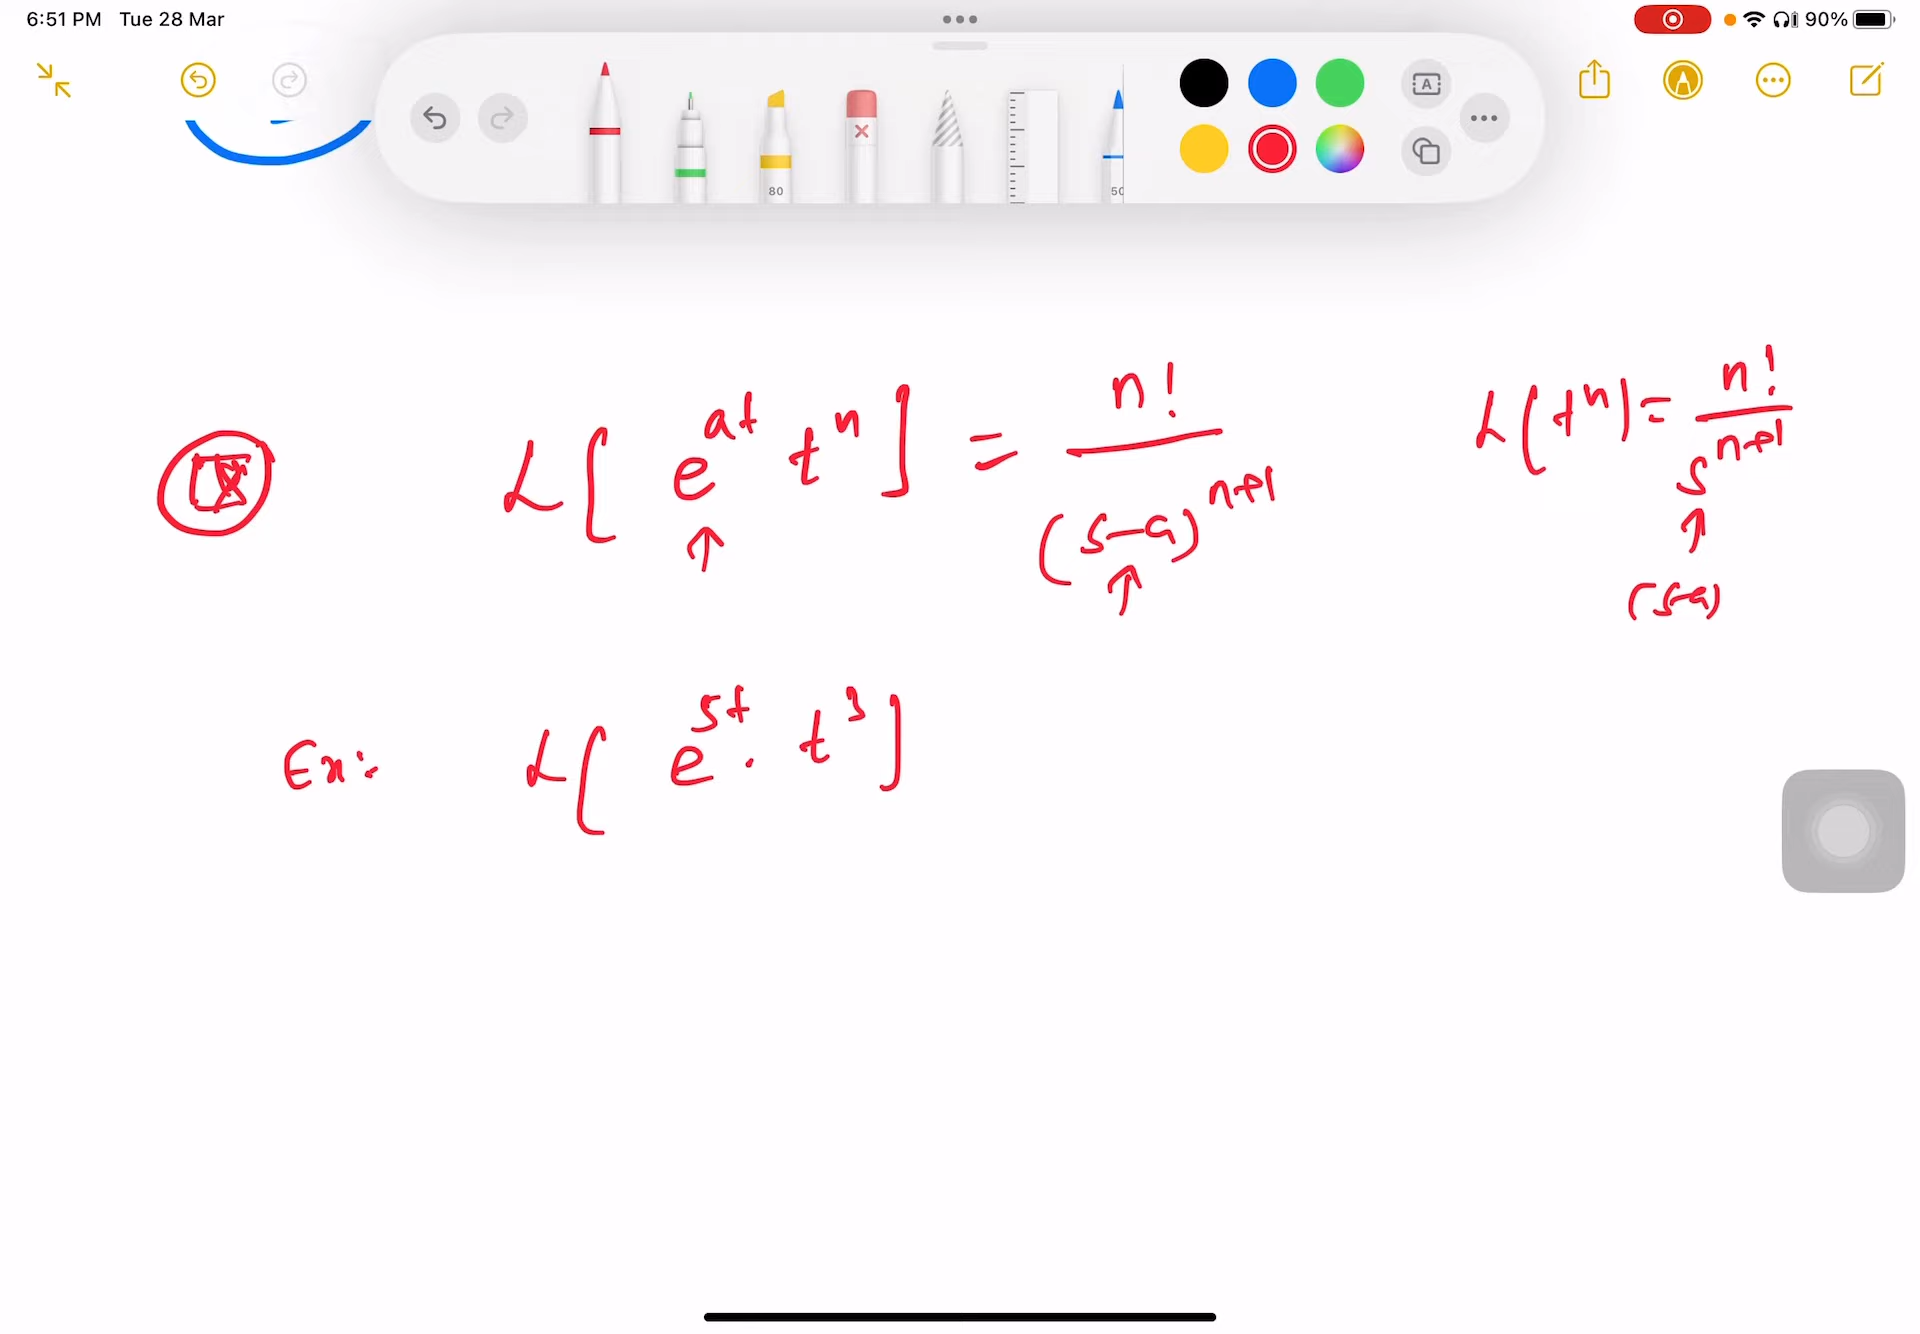 6:51 PM Tue 28 Mar
90%
A
80
50
L[ e^{at} t^n ] = n! / (s-a)^{n+1}
L(t^n) = n! / s^{n+1}
(s-a)
Ex:- L[ e^{5t} . t^3 ]